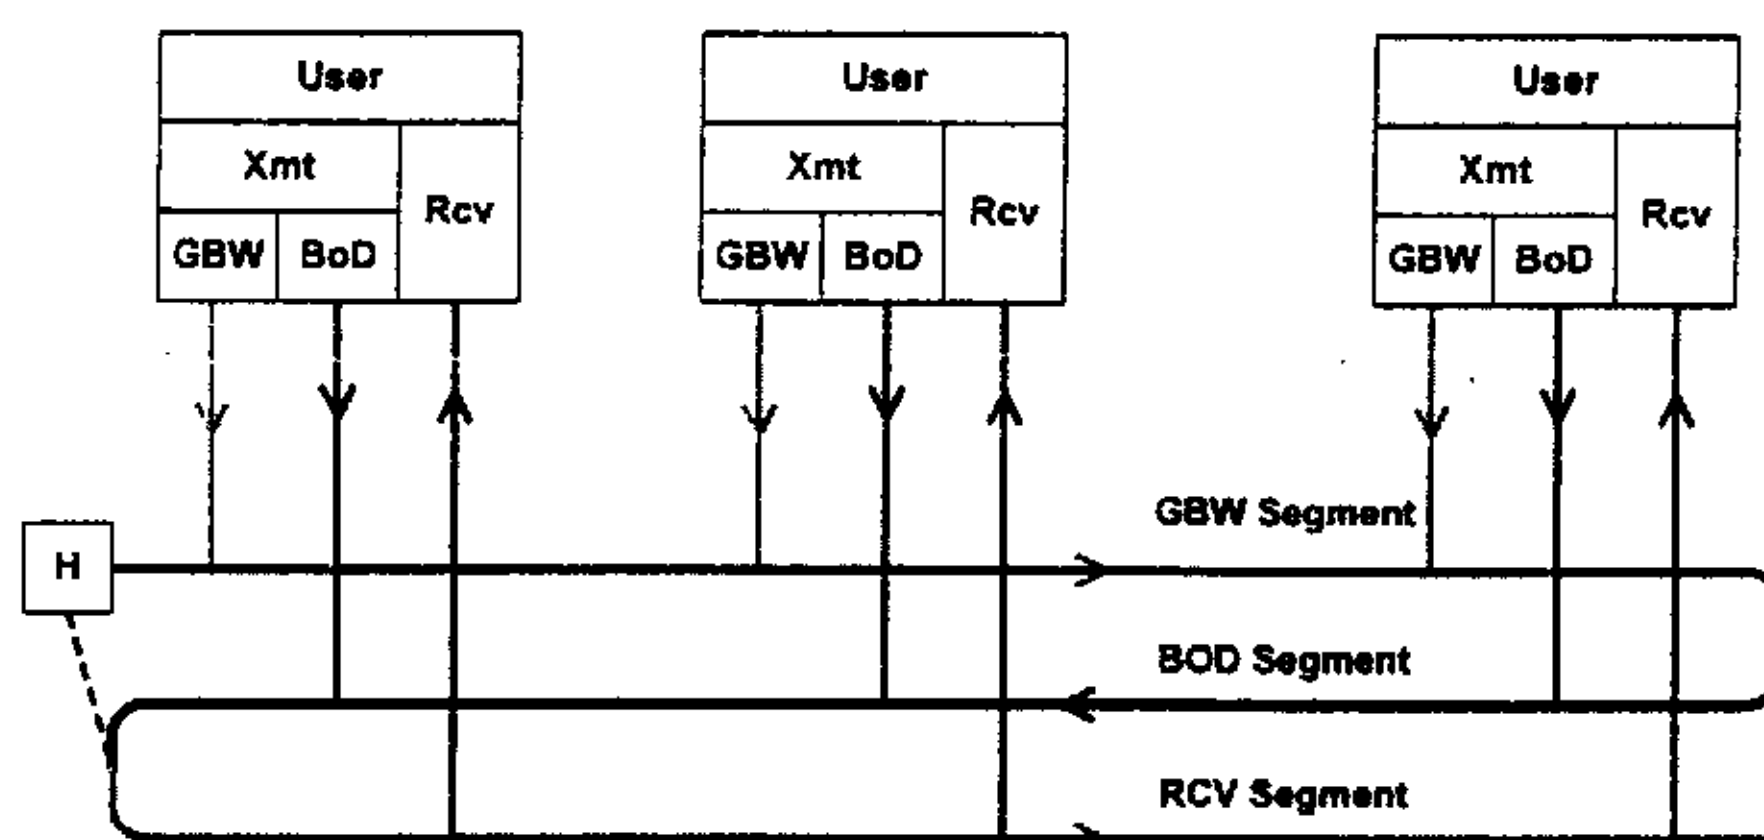 User
Xmt
Rcv
GBW
BoD
User
Xmt
Rcv
GBW
BoD
User
Xmt
Rcv
GBW
BoD
GBW Segment
H
BOD Segment
RCV Segment